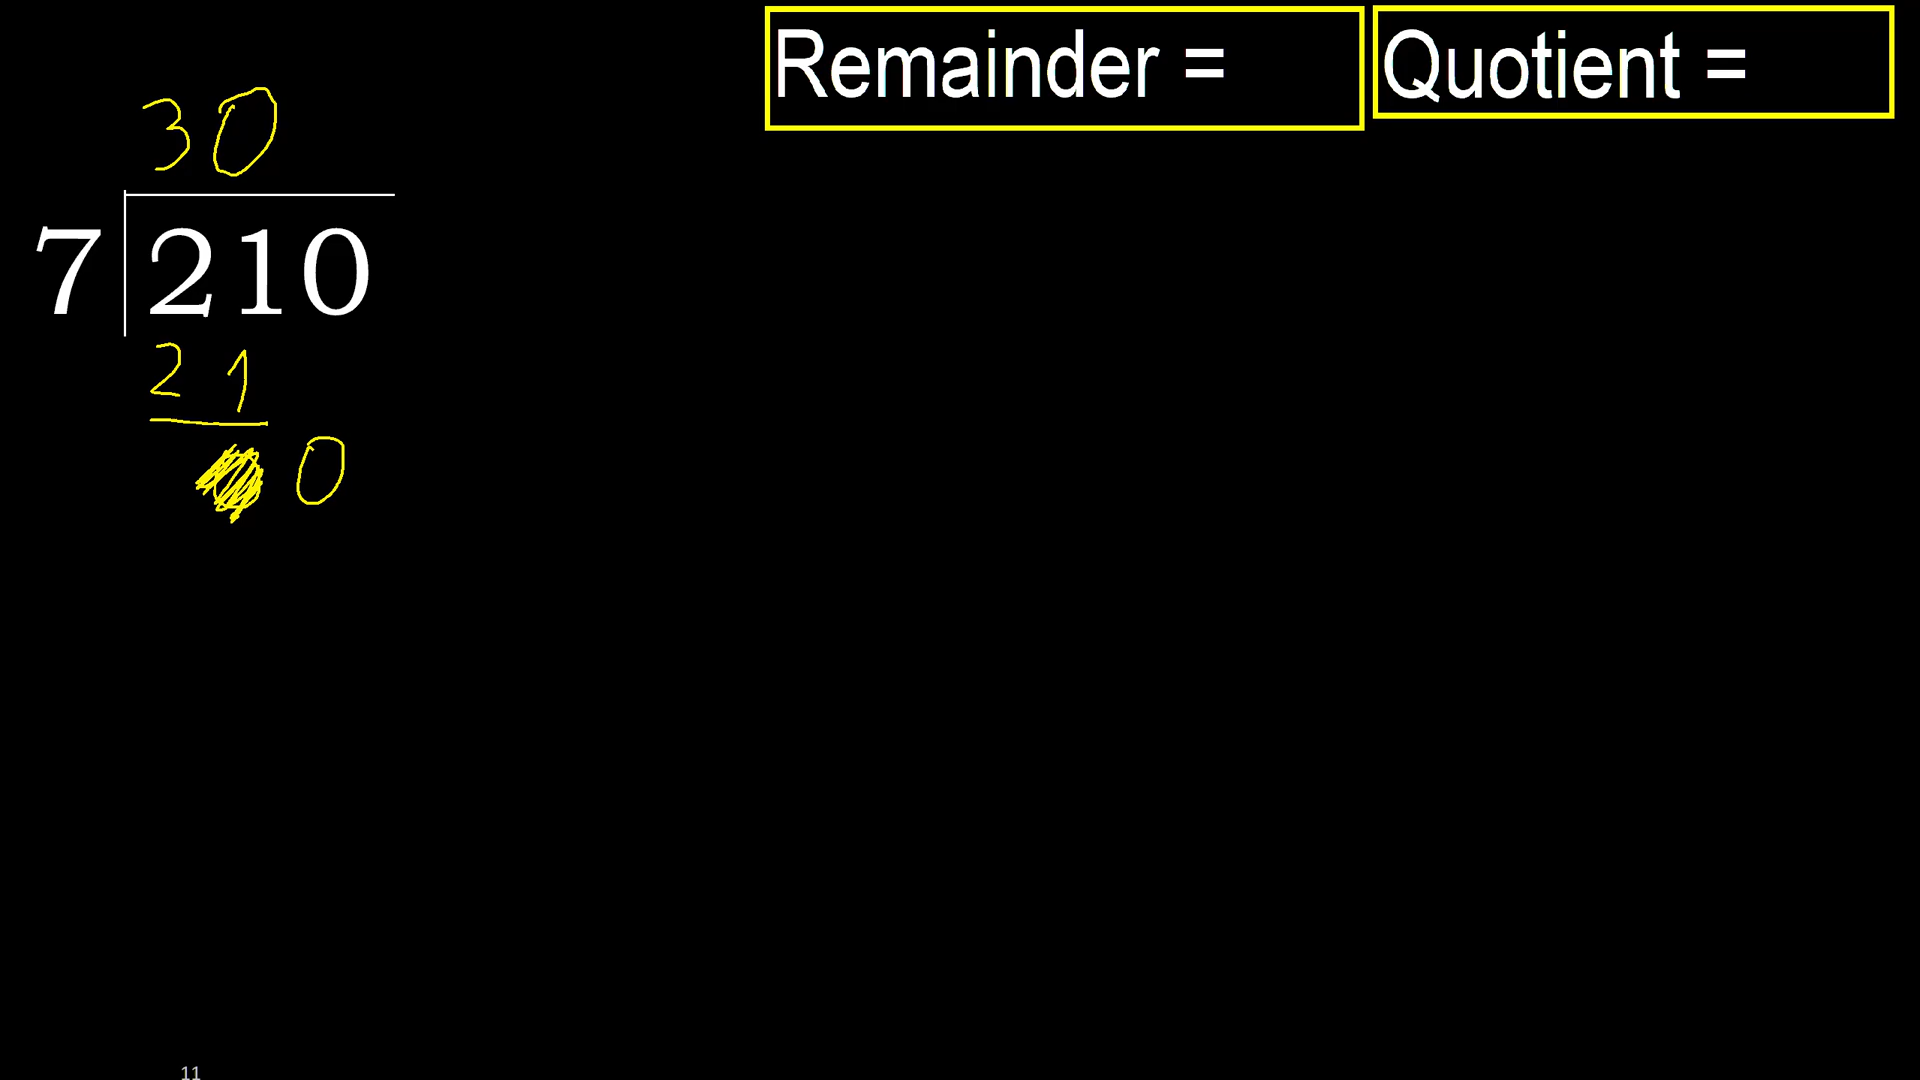 Remainder =
Quotient =
30
7 210
21
0
11